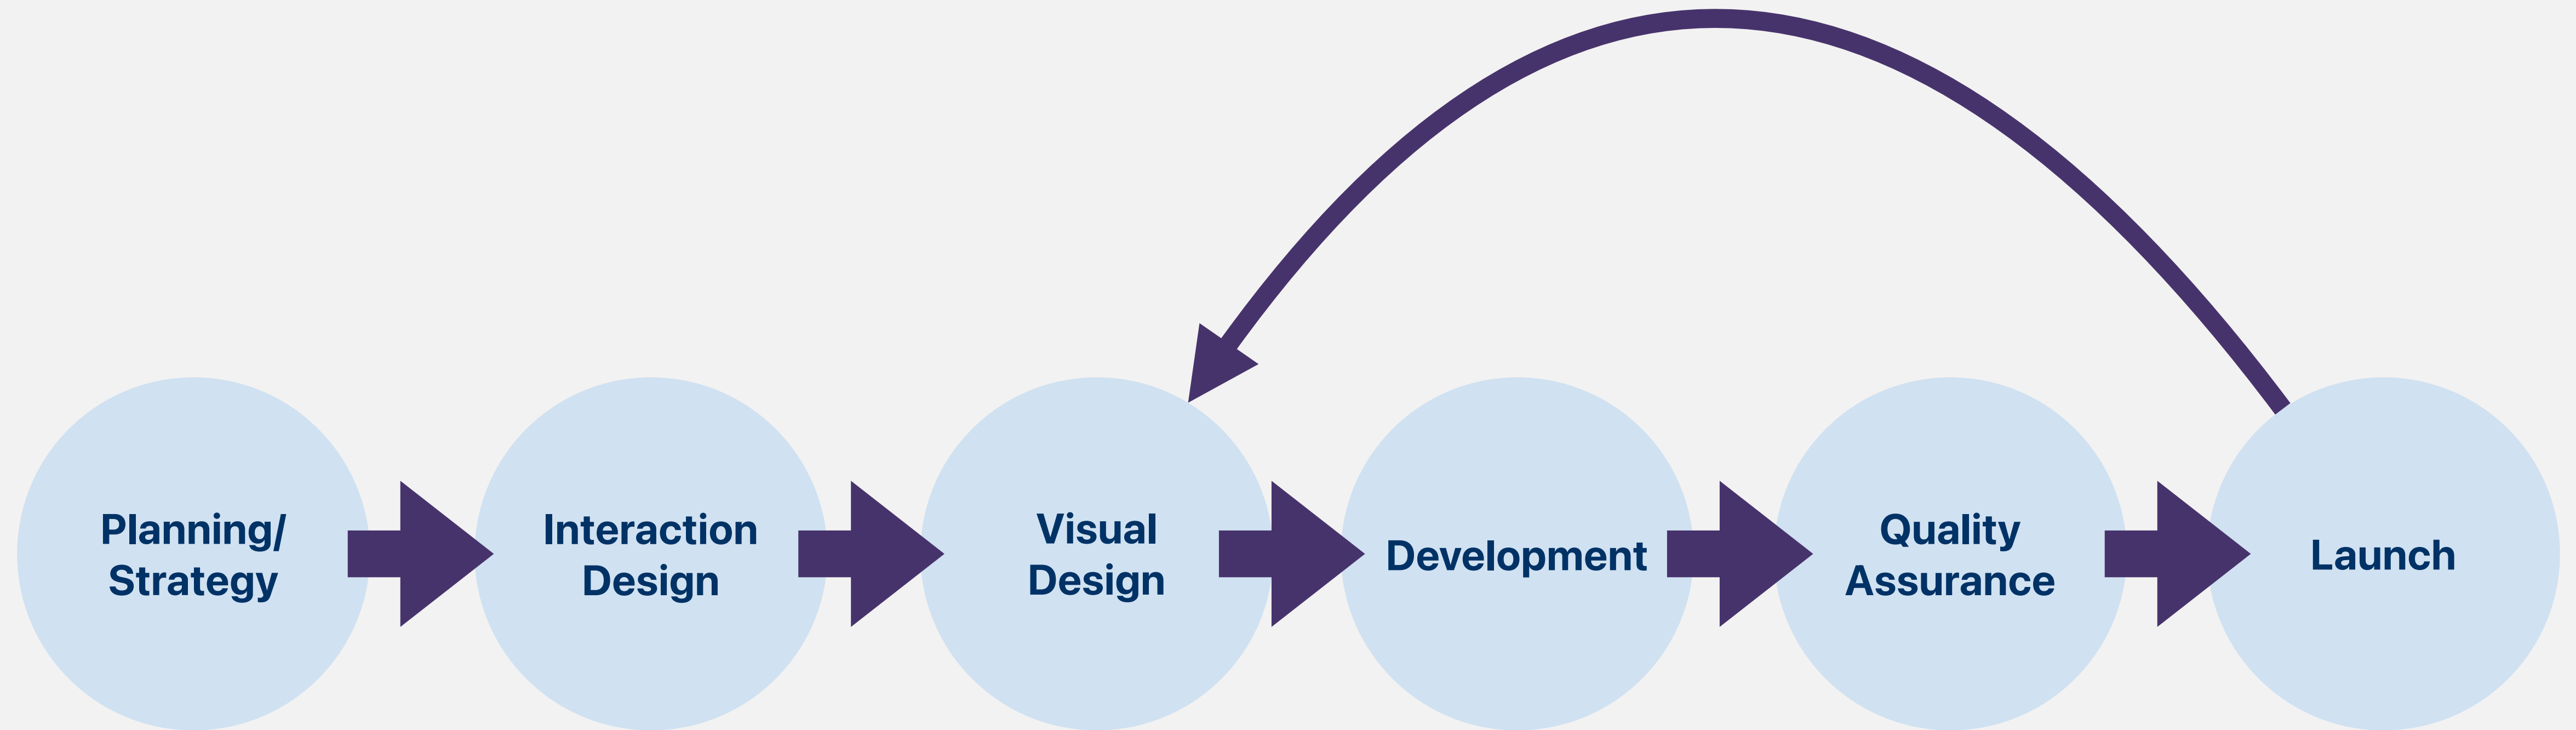 Planning/
Strategy
Interaction
Design
Visual
Design
Development
Quality
Assurance
Launch